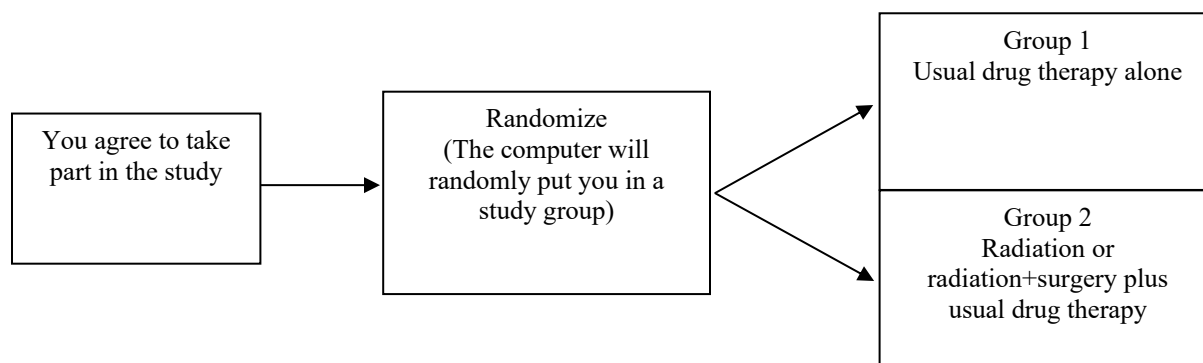 You agree to take
part in the study
Randomize
(The computer will
randomly put you in a
study group)
Group 1
Usual drug therapy alone
Group 2
Radiation or
radiation+surgery plus
usual drug therapy